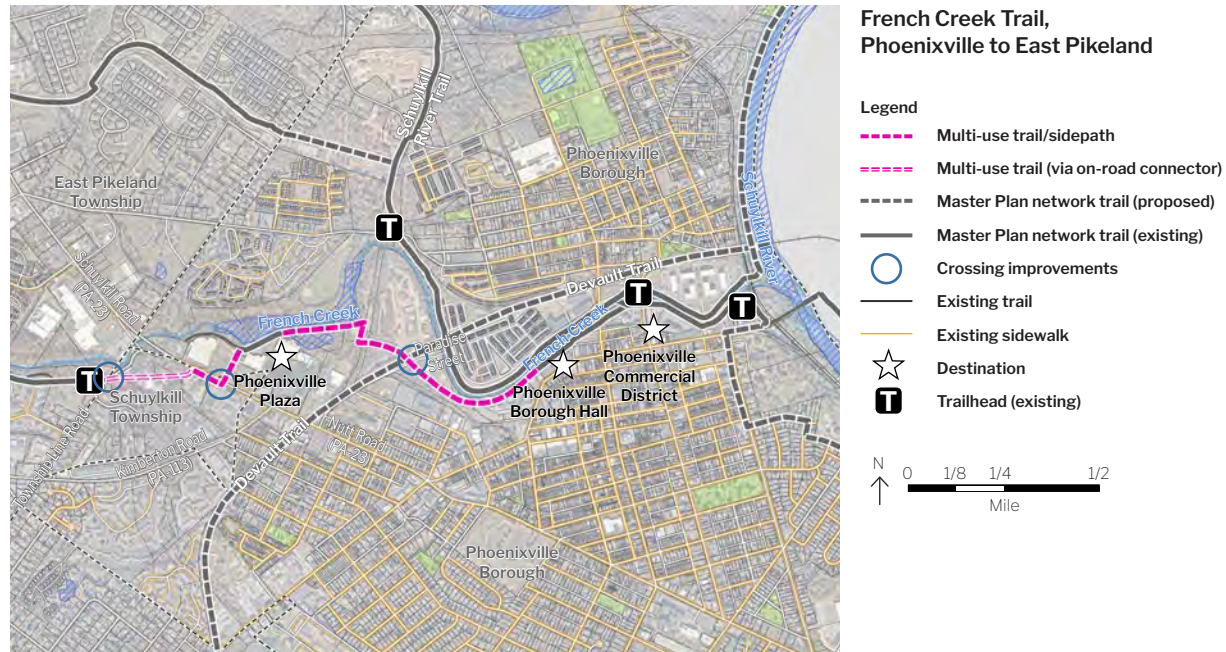 French Creek Trail,
Phoenixville to East Pikeland
Legend
Multi-use trail/sidepath
Multi-use trail (via on-road connector)
Master Plan network trail (proposed)
Master Plan network trail (existing)
Crossing improvements
Existing trail
Existing sidewalk
Destination
T
Trailhead (existing)
N
0 1/8 1/4 1/2
Mile
Schuylkill
River Trail
Phoenixville
Borough
East Pikeland
Township
T
Schuylkill River
Schuylkill Road
(PA-23)
Devault Trail
French Creek
T
T
French Creek
Paradise
Street
Phoenixville
Commercial
District
Phoenixville
Plaza
Phoenixville
Borough Hall
T
Schuylkill
Township
Township Line Road
Kimberton Road
(PA-113)
Devault Trail
Nutt Road
(PA-23)
Phoenixville
Borough